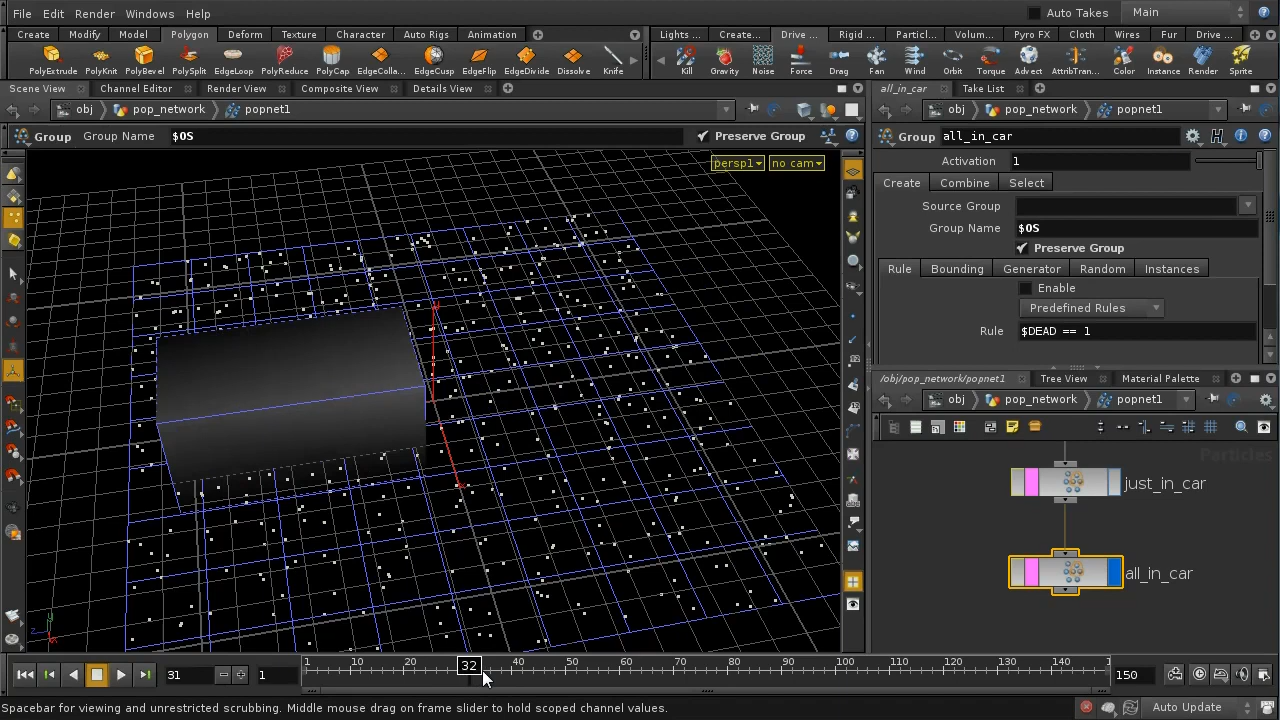 File Edit Render Windows Help Auto Takes Main
Create Modify Model Polygon Deform Texture Character Auto Rigs Animation Lights ... Create... Drive ... Rigid ... Particl... Volum... Pyro FX Cloth Wires Fur Drive ...
PolyExtrude PolyKnit PolyBevel PolySplit EdgeLoop PolyReduce PolyCap EdgeColla... EdgeCusp EdgeFlip EdgeDivide Dissolve Knife Kill Gravity Noise Force Drag Fan Wind Orbit Torque Advect AttribTran... Color Instance Render Sprite
Scene View Channel Editor Render View Composite View Details View all_in_car Take List
obj pop_network popnet1 obj pop_network popnet1
Group Group Name $OS Preserve Group Group all_in_car
persp1 no cam
Activation 1
Create Combine Select
Source Group
Group Name $OS
Preserve Group
Rule Bounding Generator Random Instances
Enable
Predefined Rules
Rule $DEAD == 1
/obj/pop_network/popnet1 Tree View Material Palette
obj pop_network popnet1
Particles
just_in_car
all_in_car
31 1 1 10 20 32 40 50 60 70 80 90 100 110 120 130 140 150
Spacebar for viewing and unrestricted scrubbing. Middle mouse drag on frame slider to hold scoped channel values. Auto Update